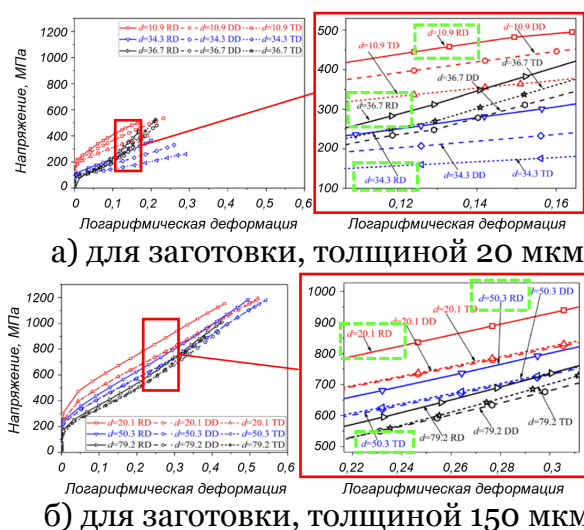 а)
Напряжение, МПа
1200
1000
800
600
400
200
0
d=10.9 RD d=10.9 DD d=10.9 TD
d=34.3 RD d=34.3 DD d=34.3 TD
d=36.7 RD d=36.7 DD d=36.7 TD
0 0,1 0,2 0,3 0,4 0,5 0,6
Логарифмическая деформация
500
400
300
200
100
d=10.9 TD
d=10.9 RD
d=10.9 DD
d=36.7 TD
d=36.7 DD
d=36.7 RD
d=34.3 RD
d=34.3 DD
d=34.3 TD
0,12 0,14 0,16
Логарифмическая деформация
а) для заготовки, толщиной 20 мкм
Напряжение, МПа
1200
1000
800
600
400
200
0
d=20.1 RD d=20.1 DD d=20.1 TD
d=50.3 RD d=50.3 DD d=50.3 TD
d=79.2 RD d=79.2 DD d=79.2 TD
0 0,1 0,2 0,3 0,4 0,5 0,6
Логарифмическая деформация
1000
900
800
700
600
500
d=50.3 RD
d=50.3 DD
d=20.1 TD
d=20.1 RD
d=20.1 DD
d=50.3 TD
d=79.2 RD
d=79.2 DD
d=79.2 TD
0,22 0,24 0,26 0,28 0,3
Логарифмическая деформация
б) для заготовки, толщиной 150 мкм